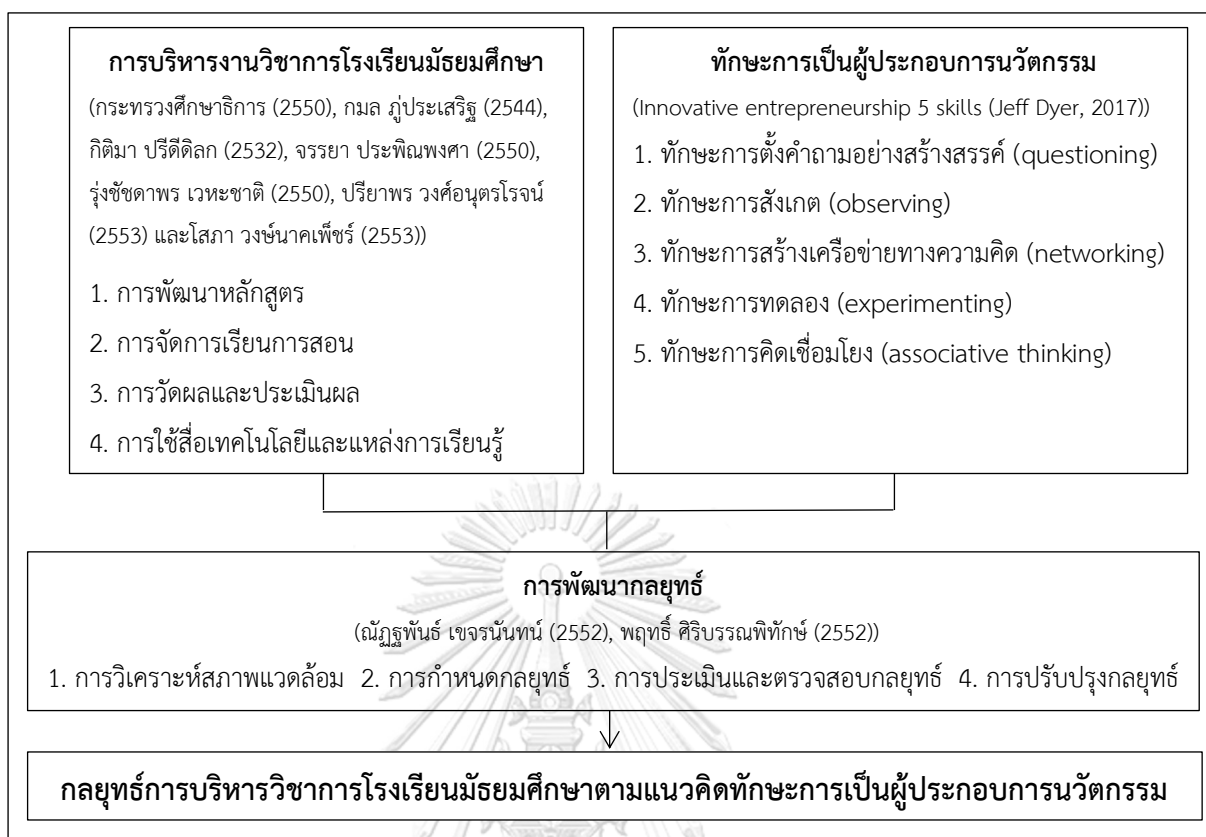 การบริหารงานวิชาการโรงเรียนมัธยมศึกษา
(กระทรวงศึกษาธิการ (2550), กมล ภู่ประเสริฐ (2544),
กิติมา ปรีดีดิลก (2532), จรรยา ประพิณพงศา (2550),
รุ่งชัชดาพร เวหะชาติ (2550), ปรียาพร วงศ์อนุตรโรจน์
(2553) และโสภา วงษ์นาคเพ็ชร์ (2553))
1. การพัฒนาหลักสูตร
2. การจัดการเรียนการสอน
3. การวัดผลและประเมินผล
4. การใช้สื่อเทคโนโลยีและแหล่งการเรียนรู้
ทักษะการเป็นผู้ประกอบการนวัตกรรม
(Innovative entrepreneurship 5 skills (Jeff Dyer, 2017))
1. ทักษะการตั้งคำถามอย่างสร้างสรรค์ (questioning)
2. ทักษะการสังเกต (observing)
3. ทักษะการสร้างเครือข่ายทางความคิด (networking)
4. ทักษะการทดลอง (experimenting)
5. ทักษะการคิดเชื่อมโยง (associative thinking)
การพัฒนากลยุทธ์
(ณัฏฐพันธ์ เขจรนันทน์ (2552), พฤทธิ์ ศิริบรรณพิทักษ์ (2552))
1. การวิเคราะห์สภาพแวดล้อม 2. การกำหนดกลยุทธ์ 3. การประเมินและตรวจสอบกลยุทธ์ 4. การปรับปรุงกลยุทธ์
กลยุทธ์การบริหารวิชาการโรงเรียนมัธยมศึกษาตามแนวคิดทักษะการเป็นผู้ประกอบการนวัตกรรม